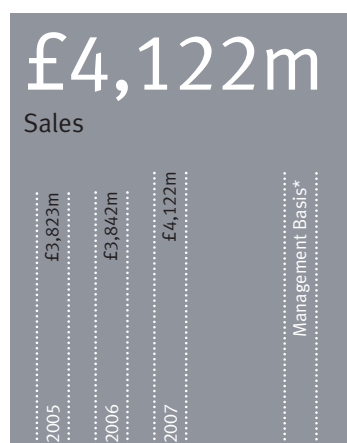 £4,122m
Sales
£3,823m
£3,842m
£4,122m
Management Basis*
2005
2006
2007